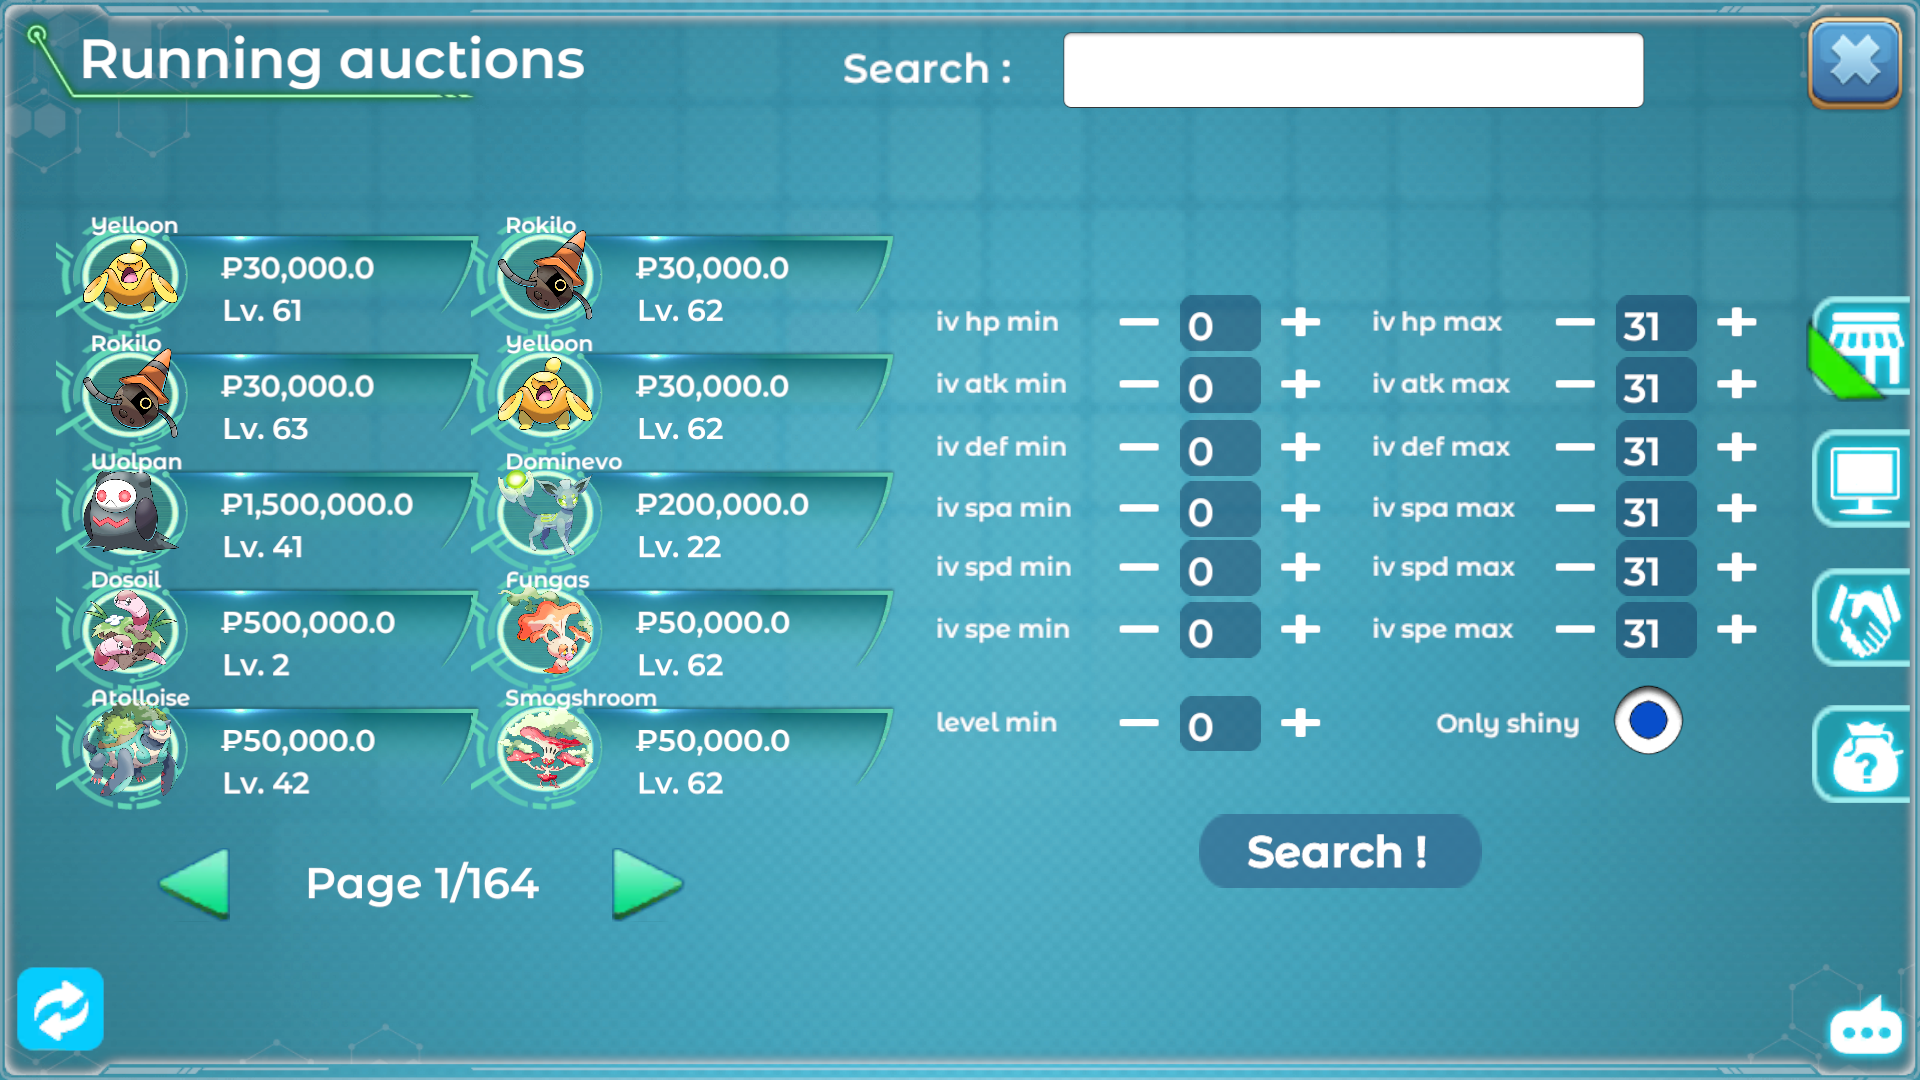 Running auctions
Search :
Yelloon
₽30,000.0
Lv. 61
Rokilo
₽30,000.0
Lv. 62
Rokilo
₽30,000.0
Lv. 63
Yelloon
₽30,000.0
Lv. 62
Wolpan
₽1,500,000.0
Lv. 41
Dominevo
₽200,000.0
Lv. 22
Dosoil
₽500,000.0
Lv. 2
Fungas
₽50,000.0
Lv. 62
Atolloise
₽50,000.0
Lv. 42
Smogshroom
₽50,000.0
Lv. 62
Page 1/164
iv hp min 0 iv hp max 31
iv atk min 0 iv atk max 31
iv def min 0 iv def max 31
iv spa min 0 iv spa max 31
iv spd min 0 iv spd max 31
iv spe min 0 iv spe max 31
level min 0 Only shiny
Search !
?